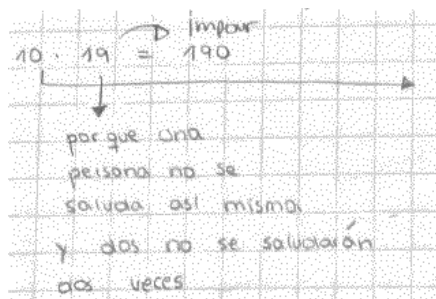 impar
10 · 19 = 190
porque una
persona no se
saluda así misma
y dos no se saludarán
dos veces